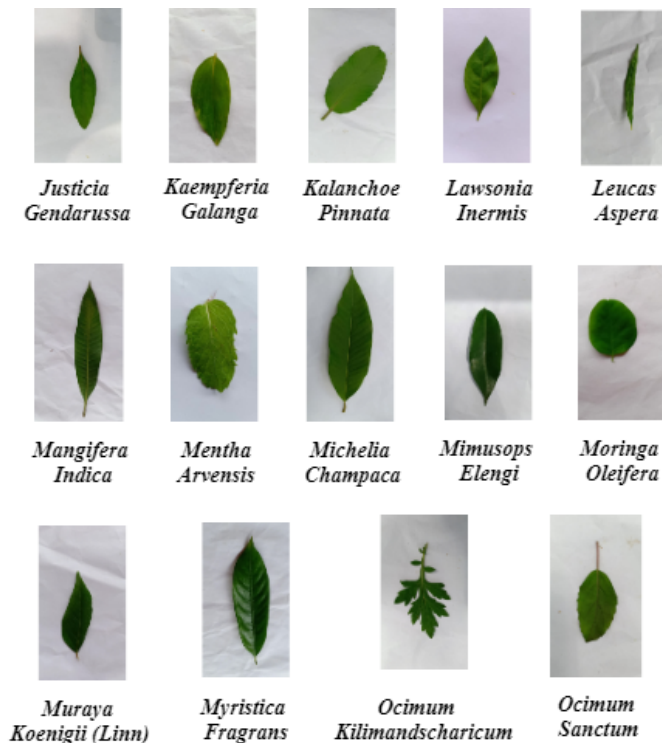 Justicia
Gendarussa
Kaempferia
Galanga
Kalanchoe
Pinnata
Lawsonia
Inermis
Leucas
Aspera
Mangifera
Indica
Mentha
Arvensis
Michelia
Champaca
Mimusops
Elengi
Moringa
Oleifera
Muraya
Koenigii (Linn)
Myristica
Fragrans
Ocimum
Kilimandscharicum
Ocimum
Sanctum